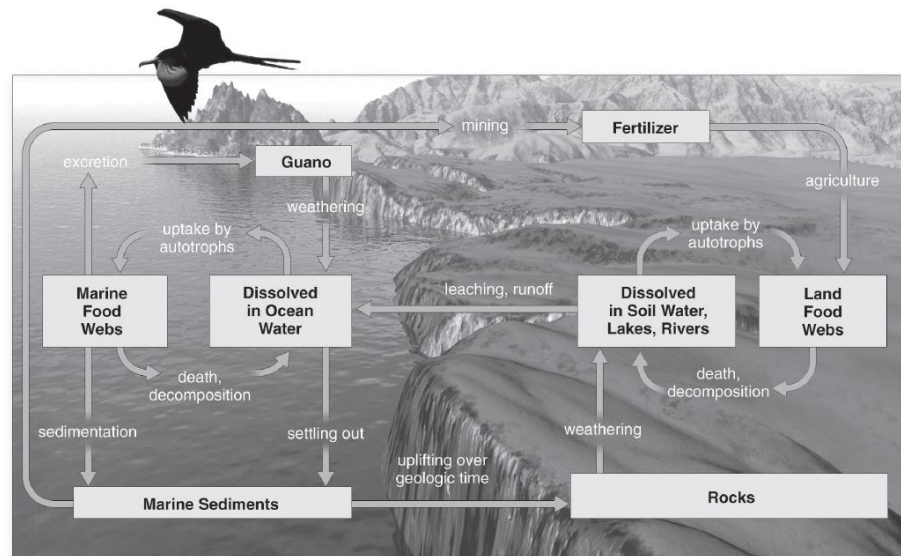 mining
Fertilizer
excretion
Guano
agriculture
weathering
uptake by
autotrophs
uptake by
autotrophs
Marine
Food
Webs
Dissolved
in Ocean
Water
leaching, runoff
Dissolved
in Soil Water,
Lakes, Rivers
Land
Food
Webs
death,
decomposition
death,
decomposition
sedimentation
settling out
weathering
uplifting over
geologic time
Marine Sediments
Rocks